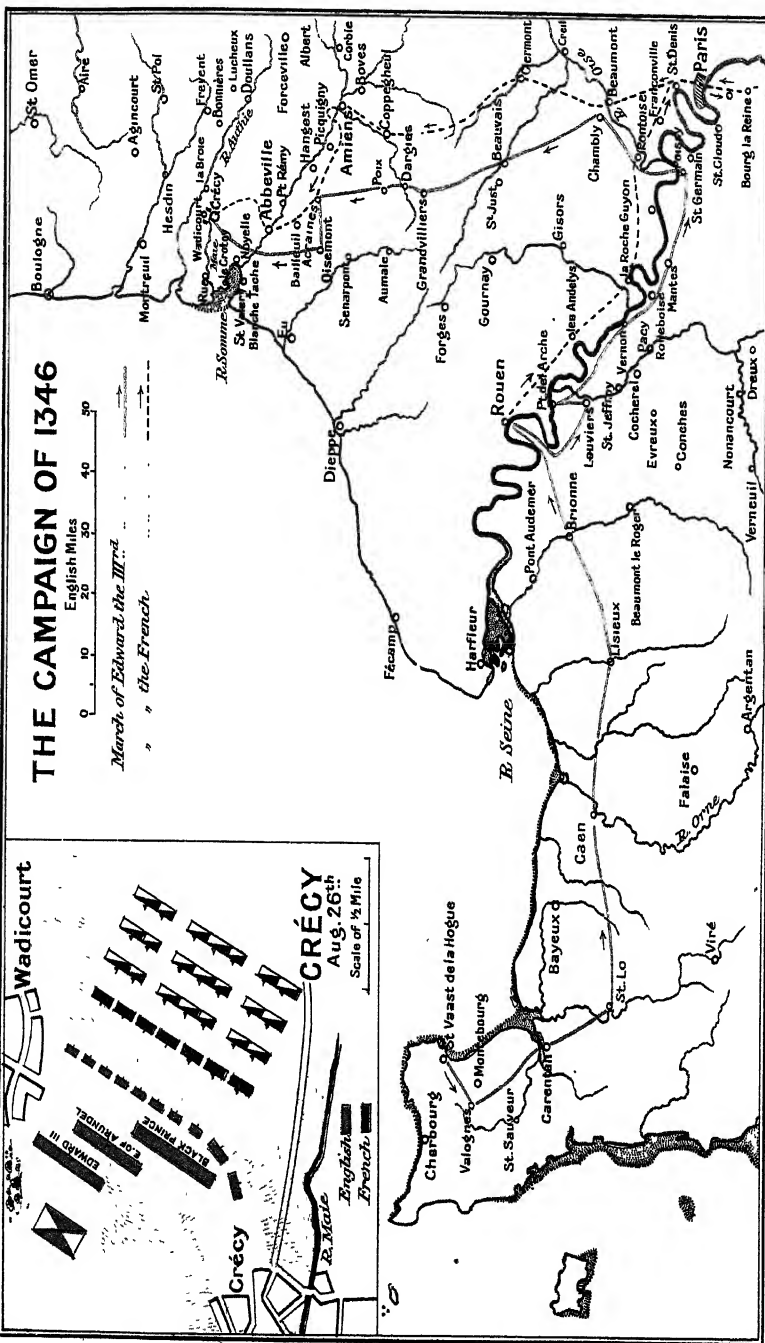 THE CAMPAIGN OF 1346
English Miles
0 10 20 30 40 50
March of Edward the IIIrd
" " the French
Wadicourt
EDWARD III
E. OF ARUNDEL
BLACK PRINCE
Crécy
R. Maie
English
French
CRÉCY
Aug. 26th
Scale of ½ Mile
St Omer
Airé
Boulogne
Agincourt
St Pol
Montreuil
Hesdin
Frevent
Bonnières
Lucheux
Doullans
R. Authie
la Broue
Wadicourt
Crécy
Rue
Maie
Noyelle
St Valery
Blanche Tache
R. Somme
Abbeville
Pt Rémy
Forceville
Albert
Corbie
Hangest
Picquigny
Amiens
Boves
Bailleuil
Airaines
Oisemont
Coppegheul
Eu
Senarpont
Poix
Dargies
Aumale
Grandvilliers
Dieppe
Forges
Gournay
Beauvais
St Just
Clermont
Creil
R. Oise
Beaumont
Chambly
Gisors
Fécamp
Rouen
Pt del Arche
les Andelys
la Roche Guyon
Pontoise
Franconville
St Denis
Paris
Poissy
St. Germain
St. Cloud
Bourg la Reine
Harfleur
R. Seine
Pont Audemer
Brionne
Louviers
Vernon
St. Jeffroy
Pacy
Rolleboise
Mantes
Cocherel
Evreux
Conches
Nonancourt
Dreux
Verneuil
Beaumont le Roger
Lisieux
Argentan
Falaise
R. Orne
Caen
Bayeux
St. Lo
Viré
Cherbourg
St Vaast de la Hogue
Montebourg
Valognes
St. Sauveur
Carentan